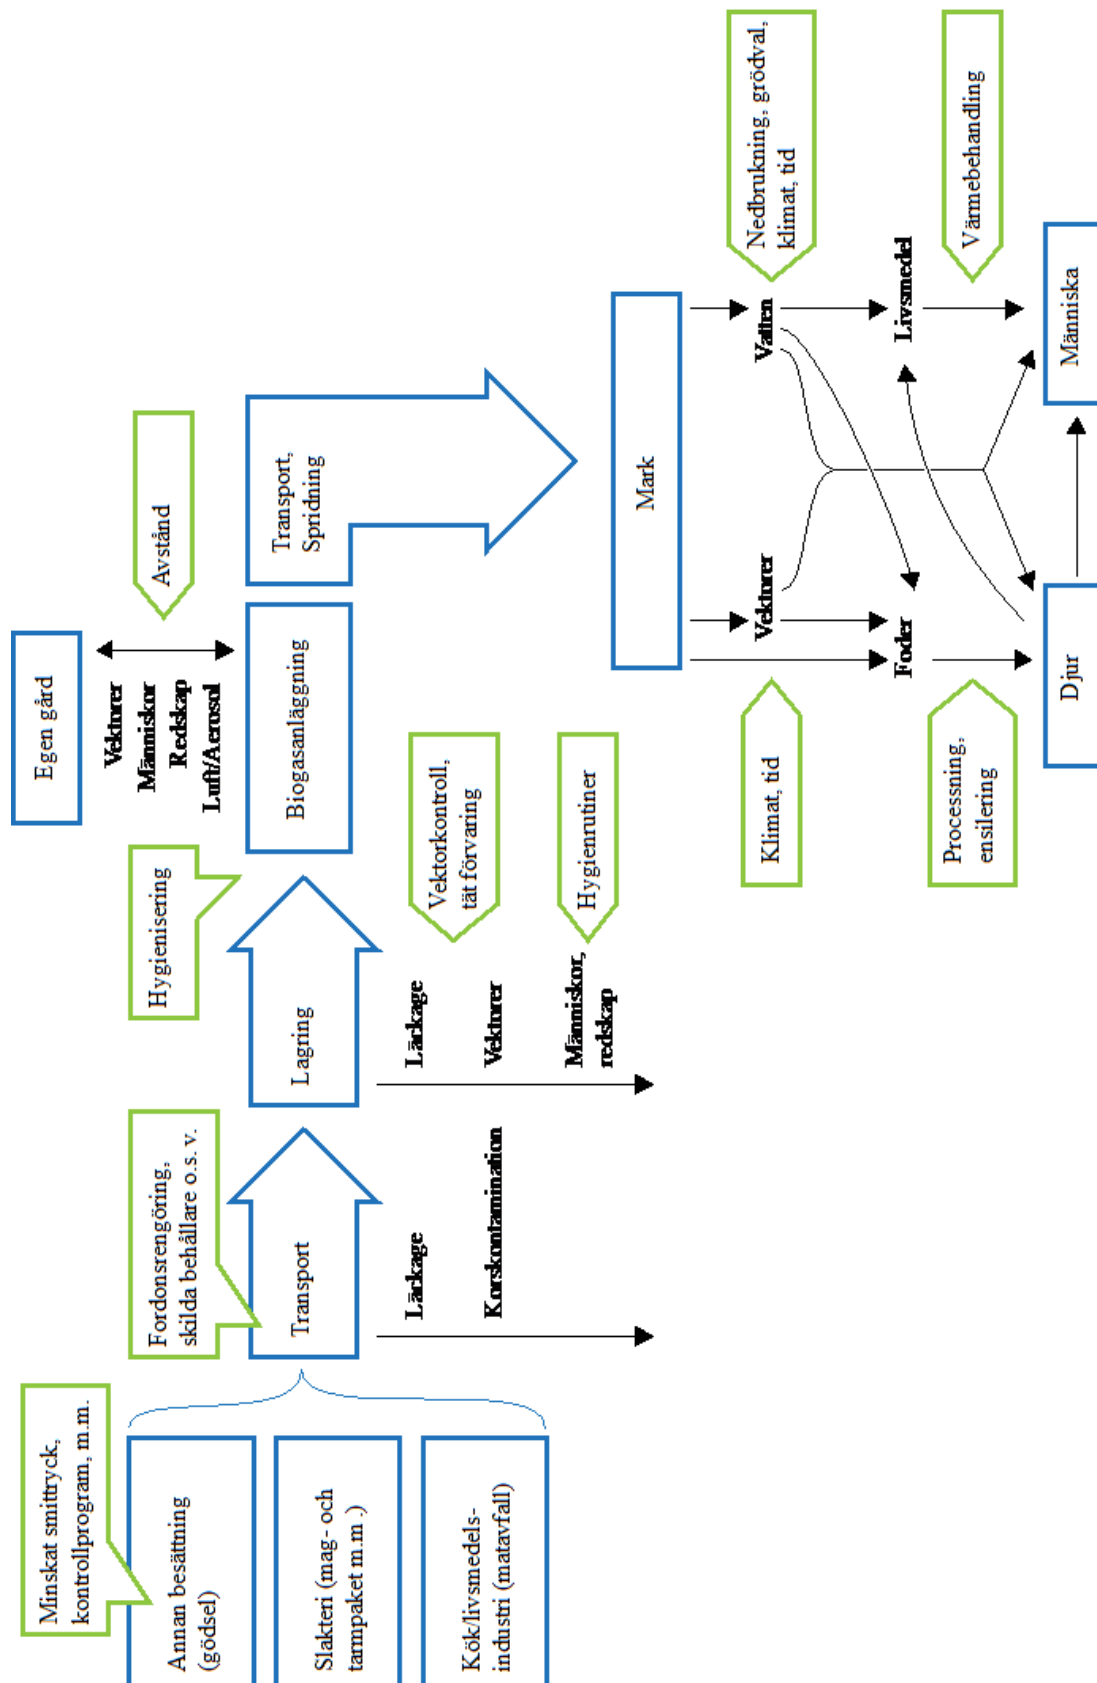 Minskat smittryck,
kontrollprogram, m.m.
Annan besättning
(gödsel)
Slakteri (mag- och
tarmpaket m.m .)
Kök/livsmedels-
industri (matavfall)
Fordonsrengöring,
skilda behållare o.s. v.
Transport
Läckage
Korskontamination
Hygienisering
Lagring
Läckage
Vektorer
Människor,
redskap
Vektorkontroll,
tät förvaring
Hygienrutiner
Egen gård
Vektorer
Människor
Redskap
Luft/Aerosol
Avstånd
Biogasanläggning
Transport,
Spridning
Mark
Klimat, tid
Vektorer
Vatten
Nedbrukning, grödval,
klimat, tid
Foder
Livsmedel
Processning,
ensilering
Värmebehandling
Djur
Människa